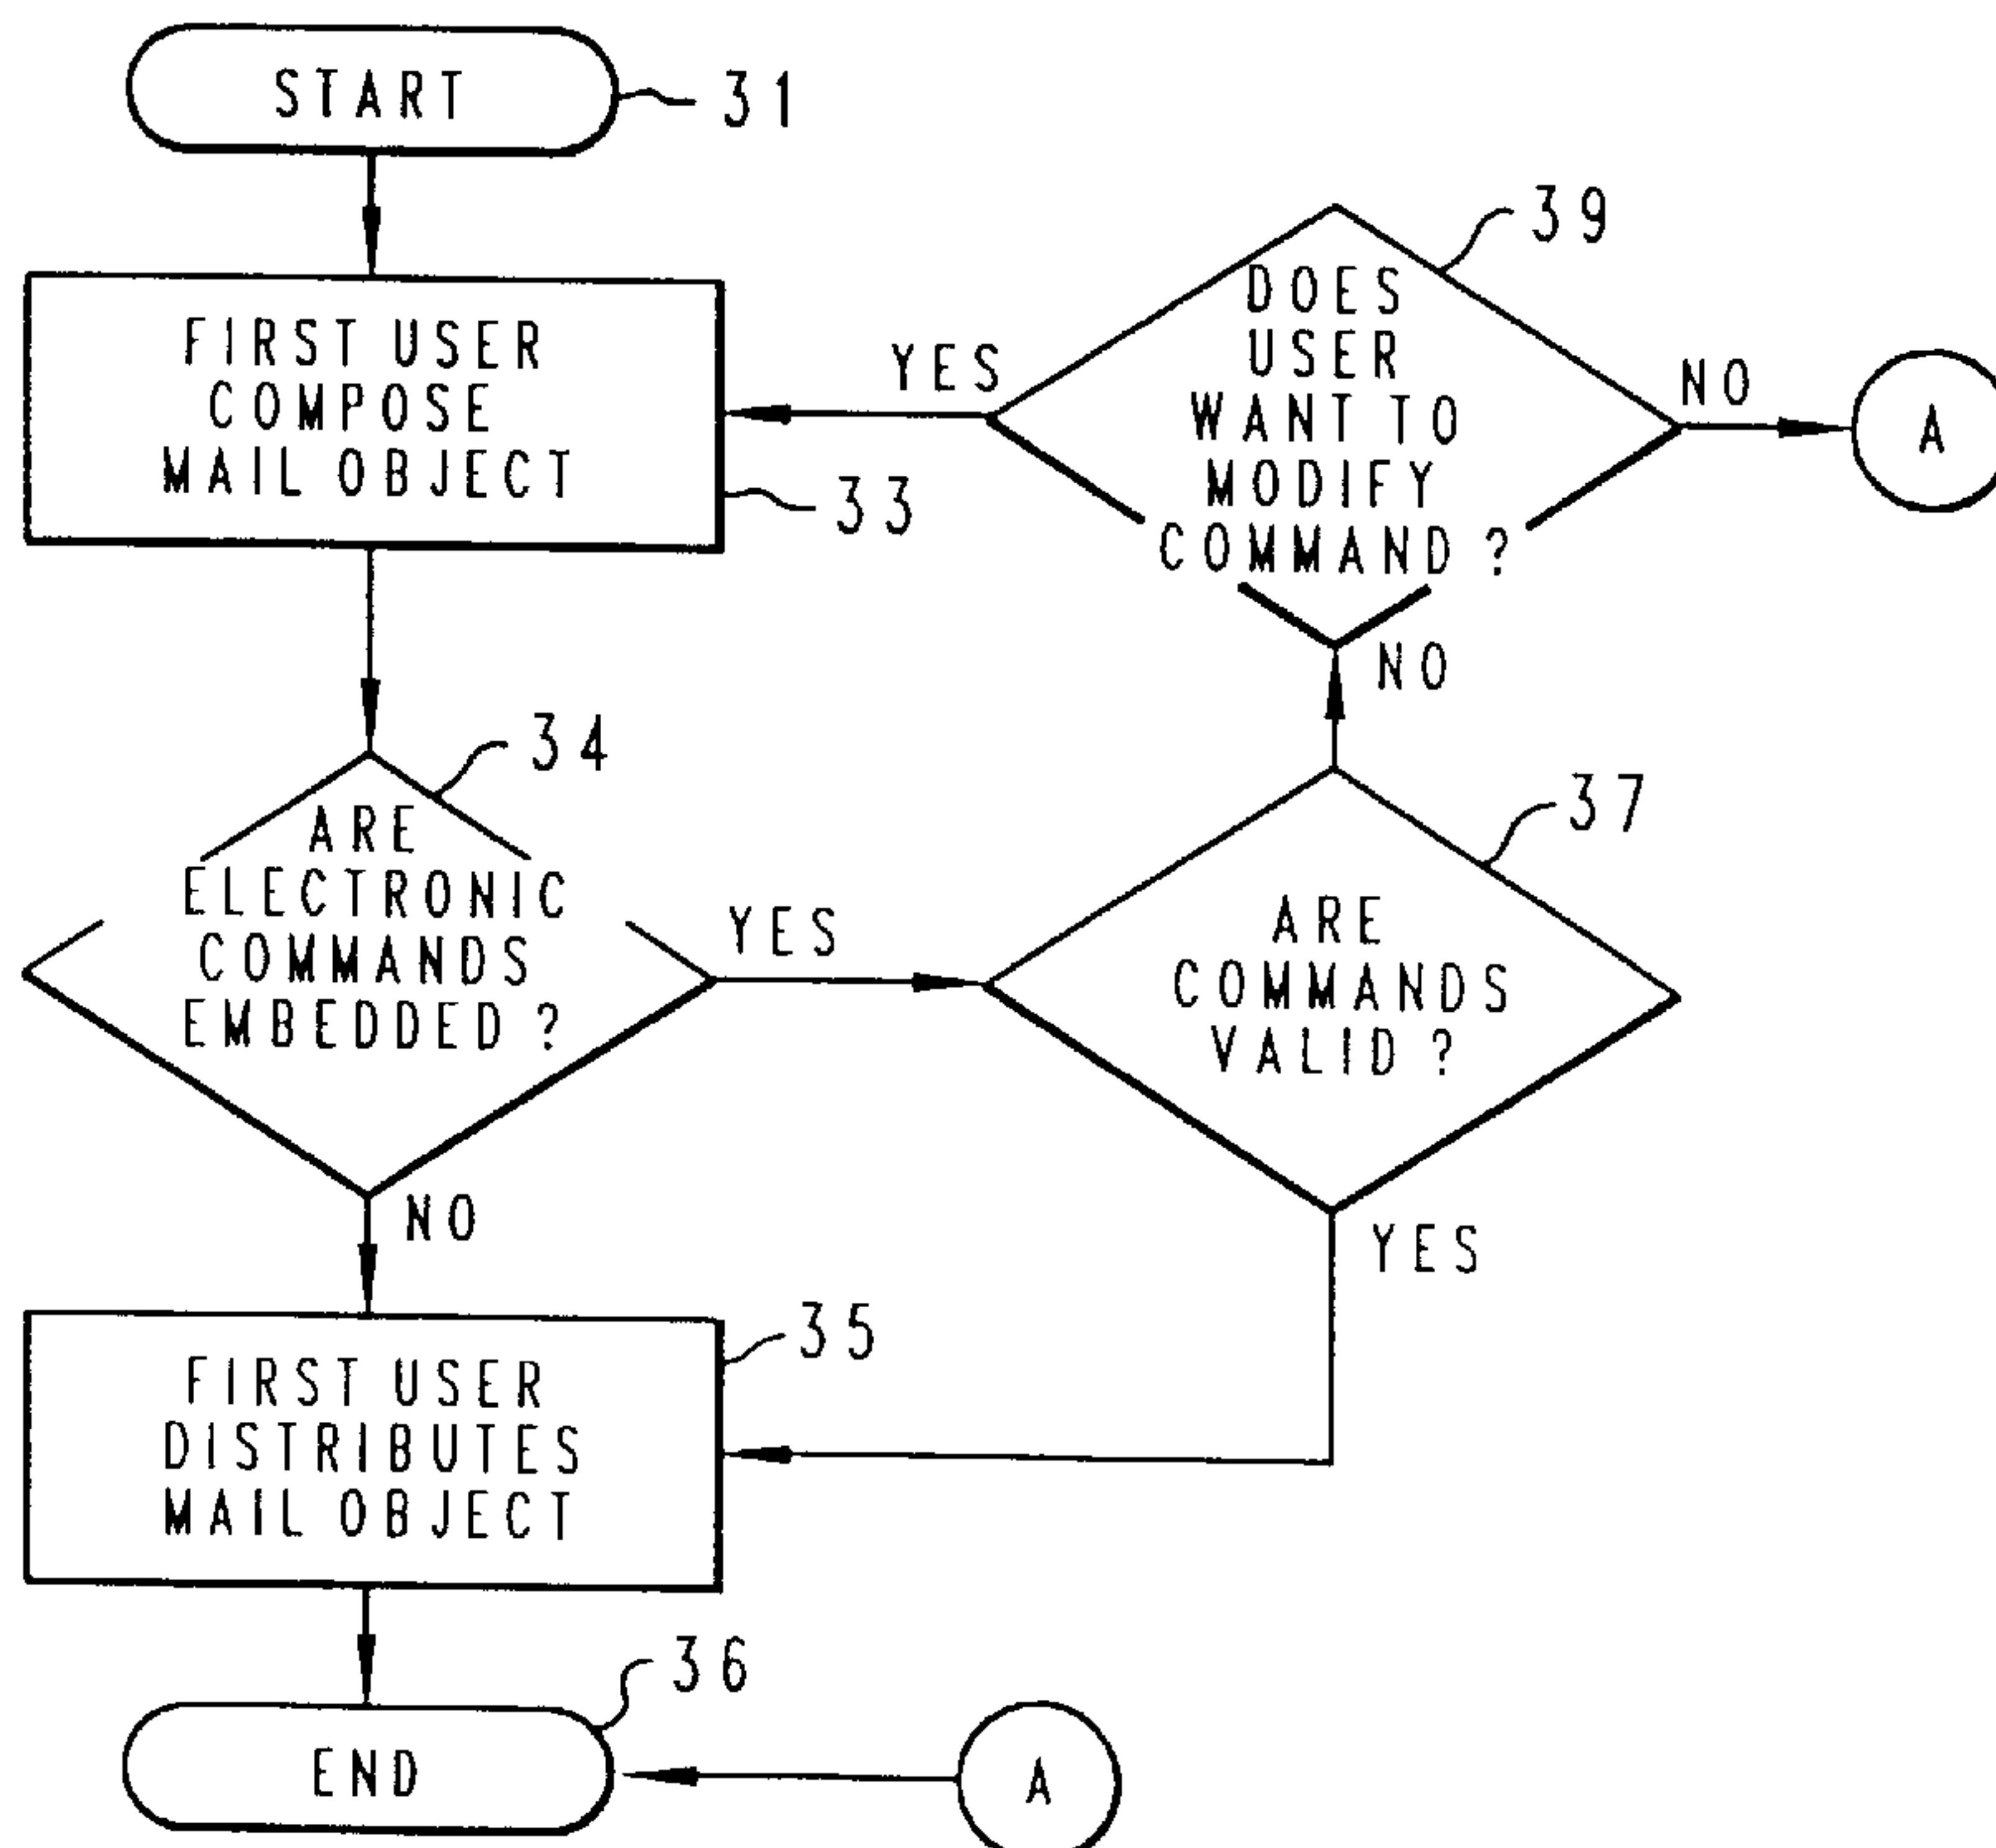 START
31
FIRST USER
COMPOSE
MAIL OBJECT
33
YES
DOES
USER
WANT TO
MODIFY
COMMAND?
39
NO
A
NO
ARE
ELECTRONIC
COMMANDS
EMBEDDED?
34
YES
ARE
COMMANDS
VALID?
37
NO
YES
FIRST USER
DISTRIBUTES
MAIL OBJECT
35
END
36
A